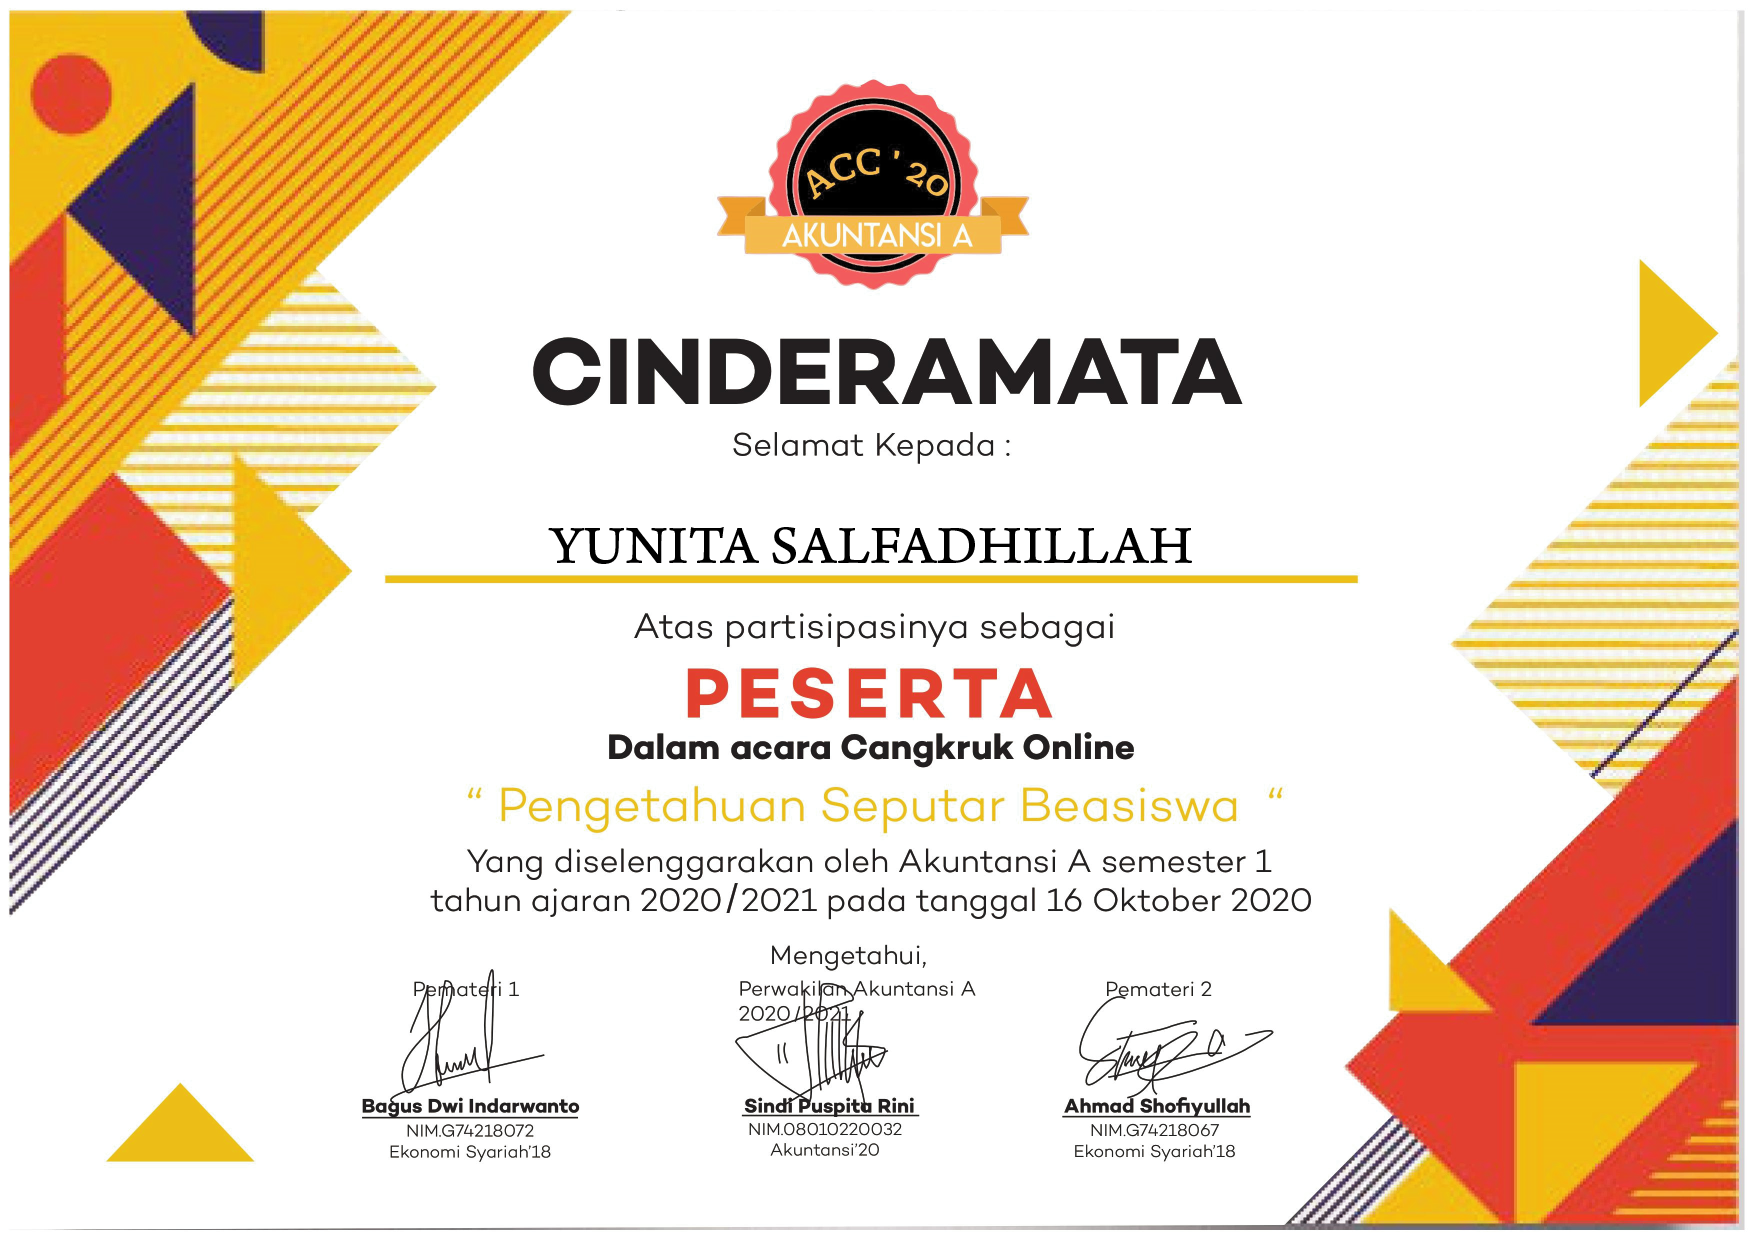 ACC '20
AKUNTANSI A
CINDERAMATA
Selamat Kepada :
YUNITA SALFADHILLAH
Atas partisipasinya sebagai
PESERTA
Dalam acara Cangkruk Online
“ Pengetahuan Seputar Beasiswa “
Yang diselenggarakan oleh Akuntansi A semester 1
tahun ajaran 2020/2021 pada tanggal 16 Oktober 2020
Mengetahui,
Pemateri 1
Bagus Dwi Indarwanto
NIM.G74218072
Ekonomi Syariah'18
Perwakilan Akuntansi A
2020/2021
Sindi Puspita Rini
NIM.08010220032
Akuntansi'20
Pemateri 2
Ahmad Shofiyullah
NIM.G74218067
Ekonomi Syariah'18